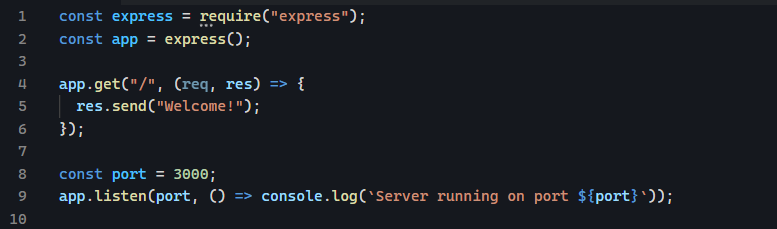 1 const express = require("express");
2 const app = express();
3
4 app.get("/", (req, res) => {
5   res.send("Welcome!");
6 });
7
8 const port = 3000;
9 app.listen(port, () => console.log(`Server running on port ${port}`));
10